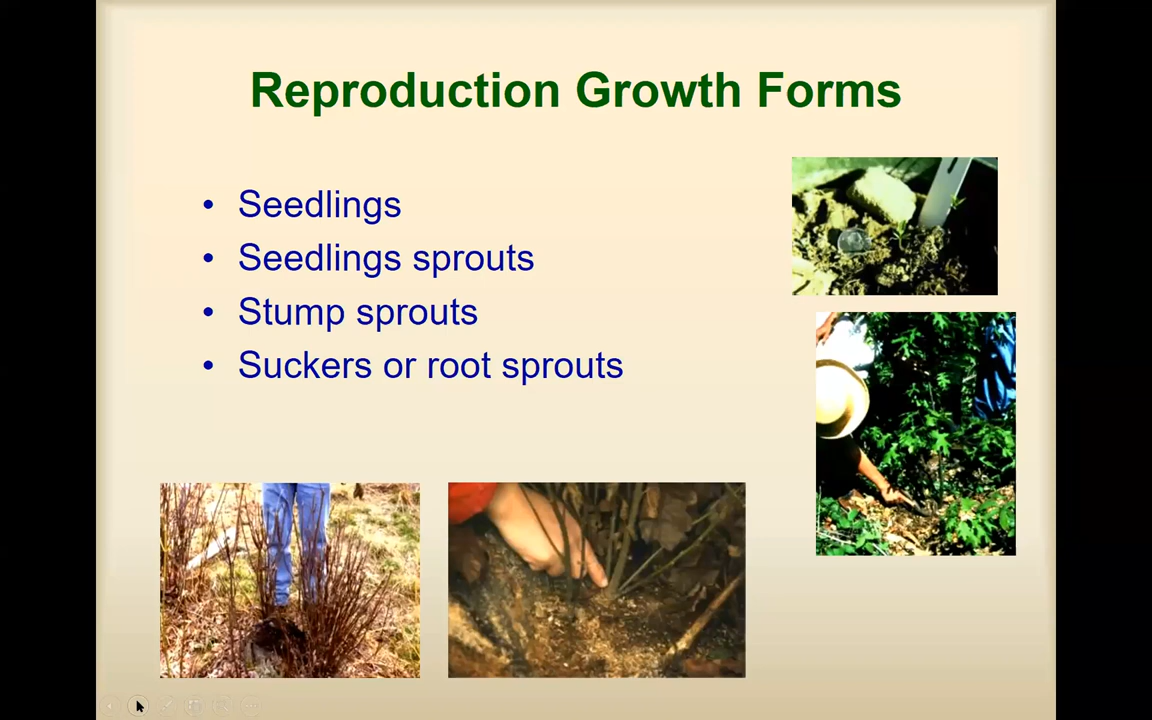 Reproduction Growth Forms
• Seedlings
• Seedlings sprouts
• Stump sprouts
• Suckers or root sprouts